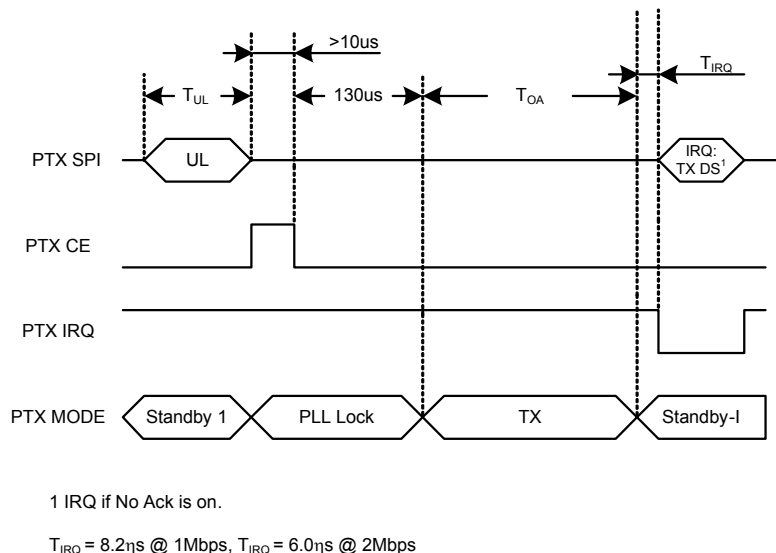 >10us
T_IRQ
T_UL
130us
T_OA
PTX SPI
UL
IRQ:
TX DS¹
PTX CE
PTX IRQ
PTX MODE
Standby 1
PLL Lock
TX
Standby-I
1 IRQ if No Ack is on.
T_IRQ = 8.2ηs @ 1Mbps, T_IRQ = 6.0ηs @ 2Mbps